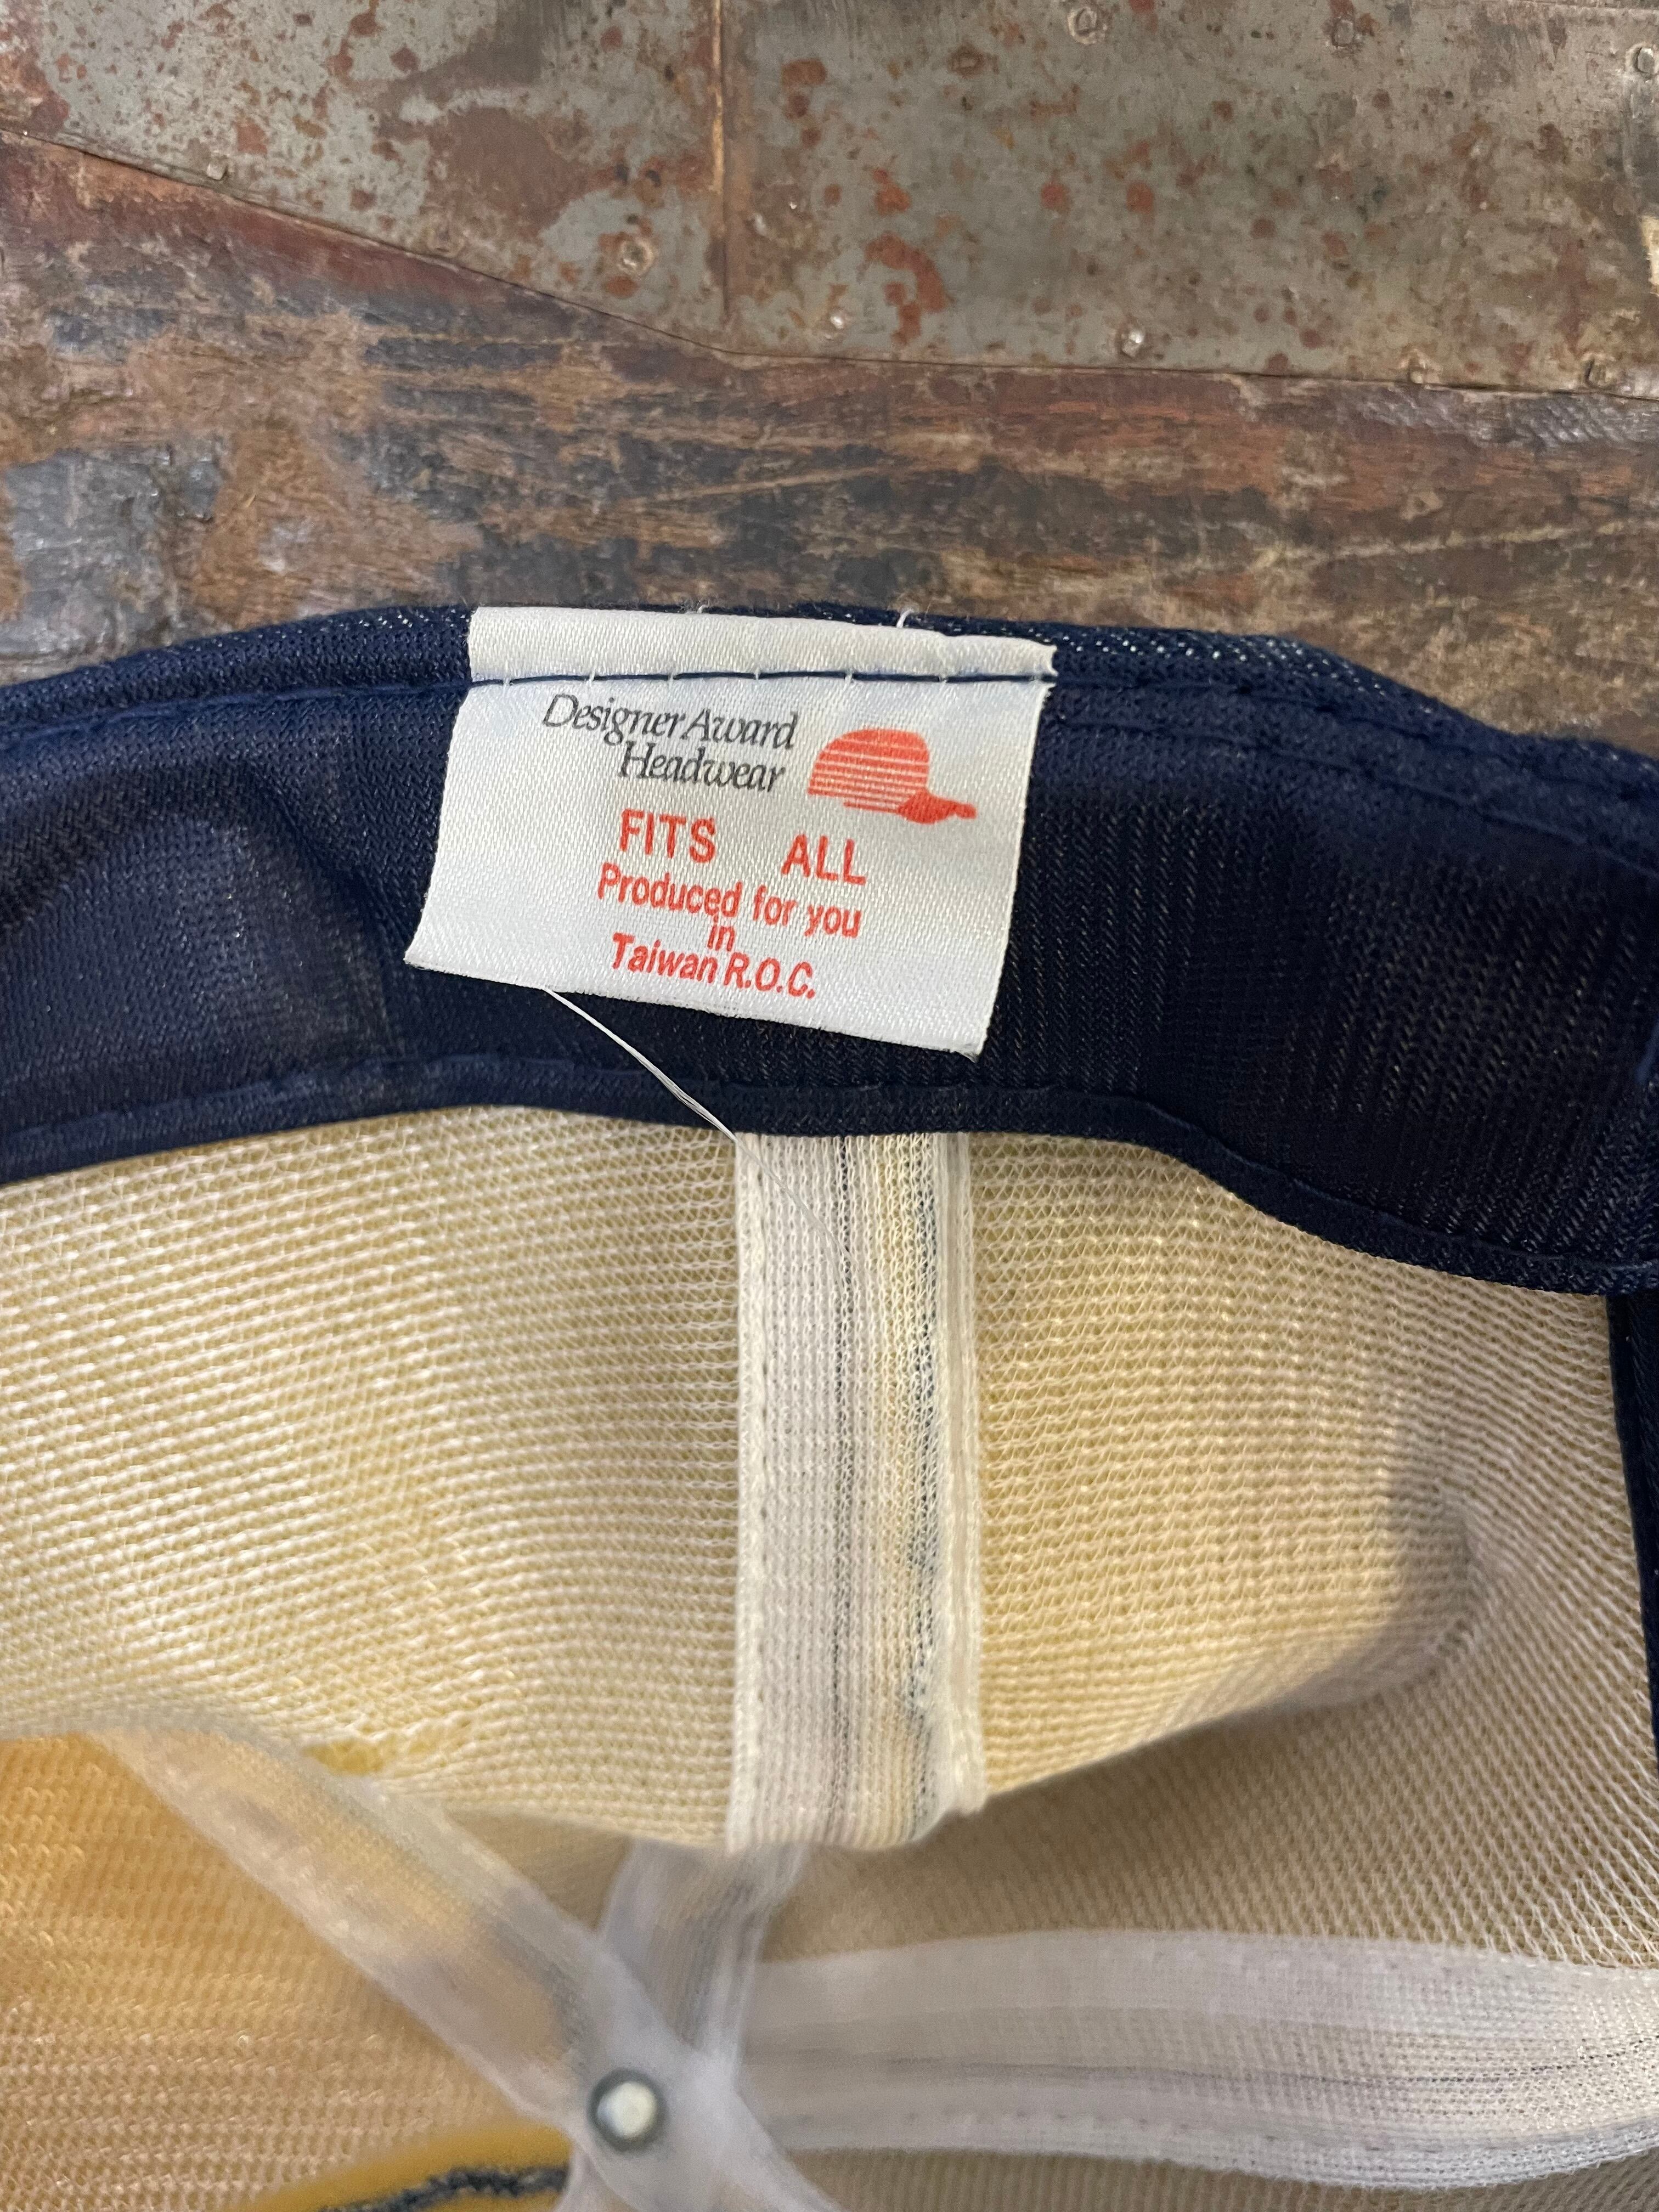 Designer Award
Headwear
FITS ALL
Produced for you
in
Taiwan R.O.C.